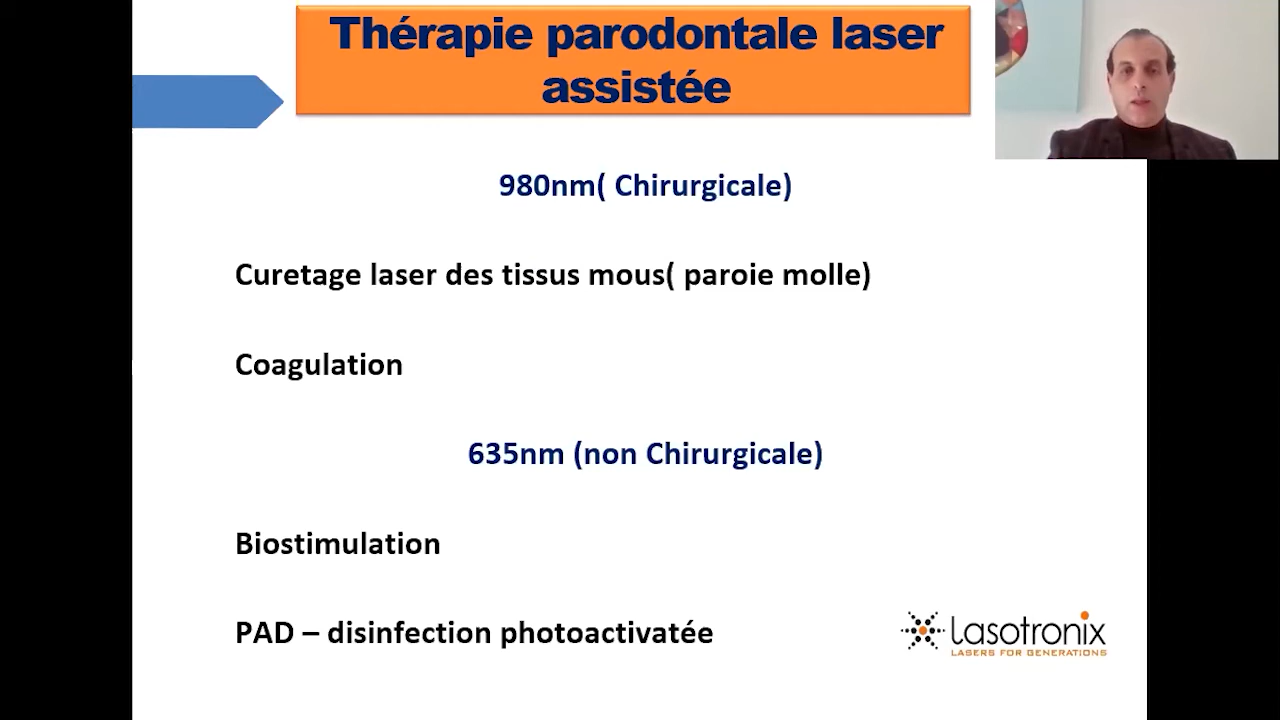 Thérapie parodontale laser
assistée
980nm( Chirurgicale)
Curetage laser des tissus mous( paroie molle)
Coagulation
635nm (non Chirurgicale)
Biostimulation
PAD – disinfection photoactivatée
Lasotronix
LASERS FOR GENERATIONS